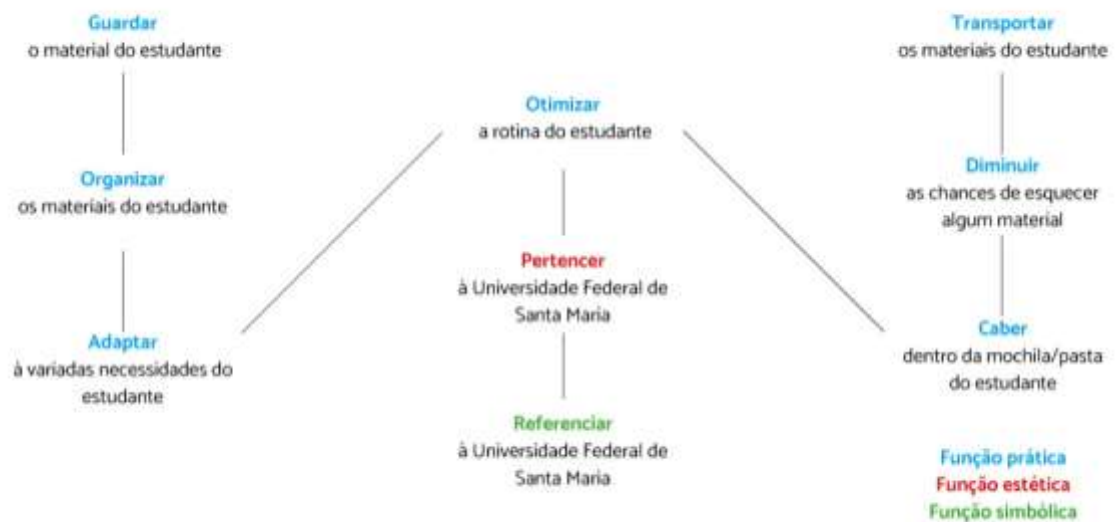 Guardar
o material do estudante
Organizar
os materiais do estudante
Adaptar
à variadas necessidades do
estudante
Otimizar
a rotina do estudante
Pertencer
à Universidade Federal de
Santa Maria
Referenciar
à Universidade Federal de
Santa Maria
Transportar
os materiais do estudante
Diminuir
as chances de esquecer
algum material
Caber
dentro da mochila/pasta
do estudante
Função prática
Função estética
Função simbólica